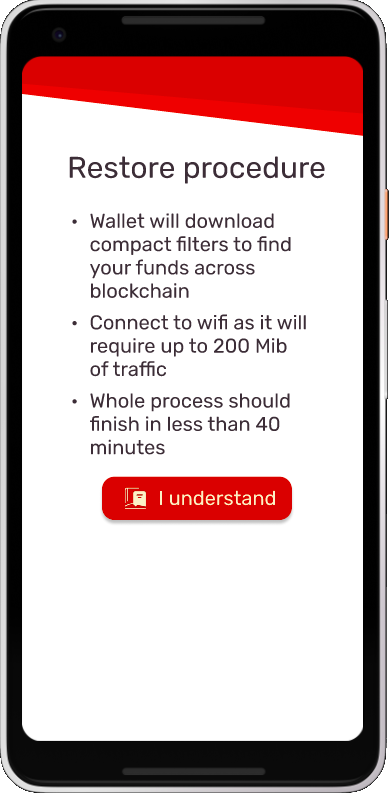 Restore procedure
• Wallet will download
compact filters to find
your funds across
blockchain
• Connect to wifi as it will
require up to 200 Mib
of traffic
• Whole process should
finish in less than 40
minutes
I understand